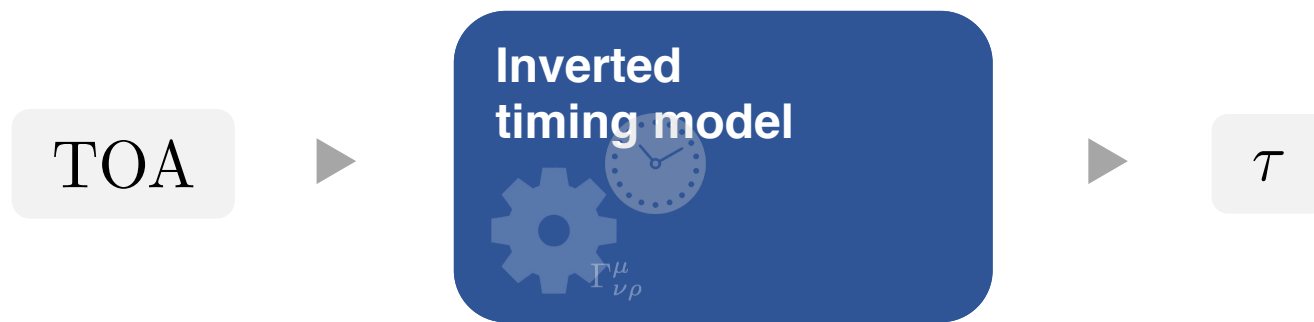 TOA
Inverted
timing model
Γ^μ_νρ
τ